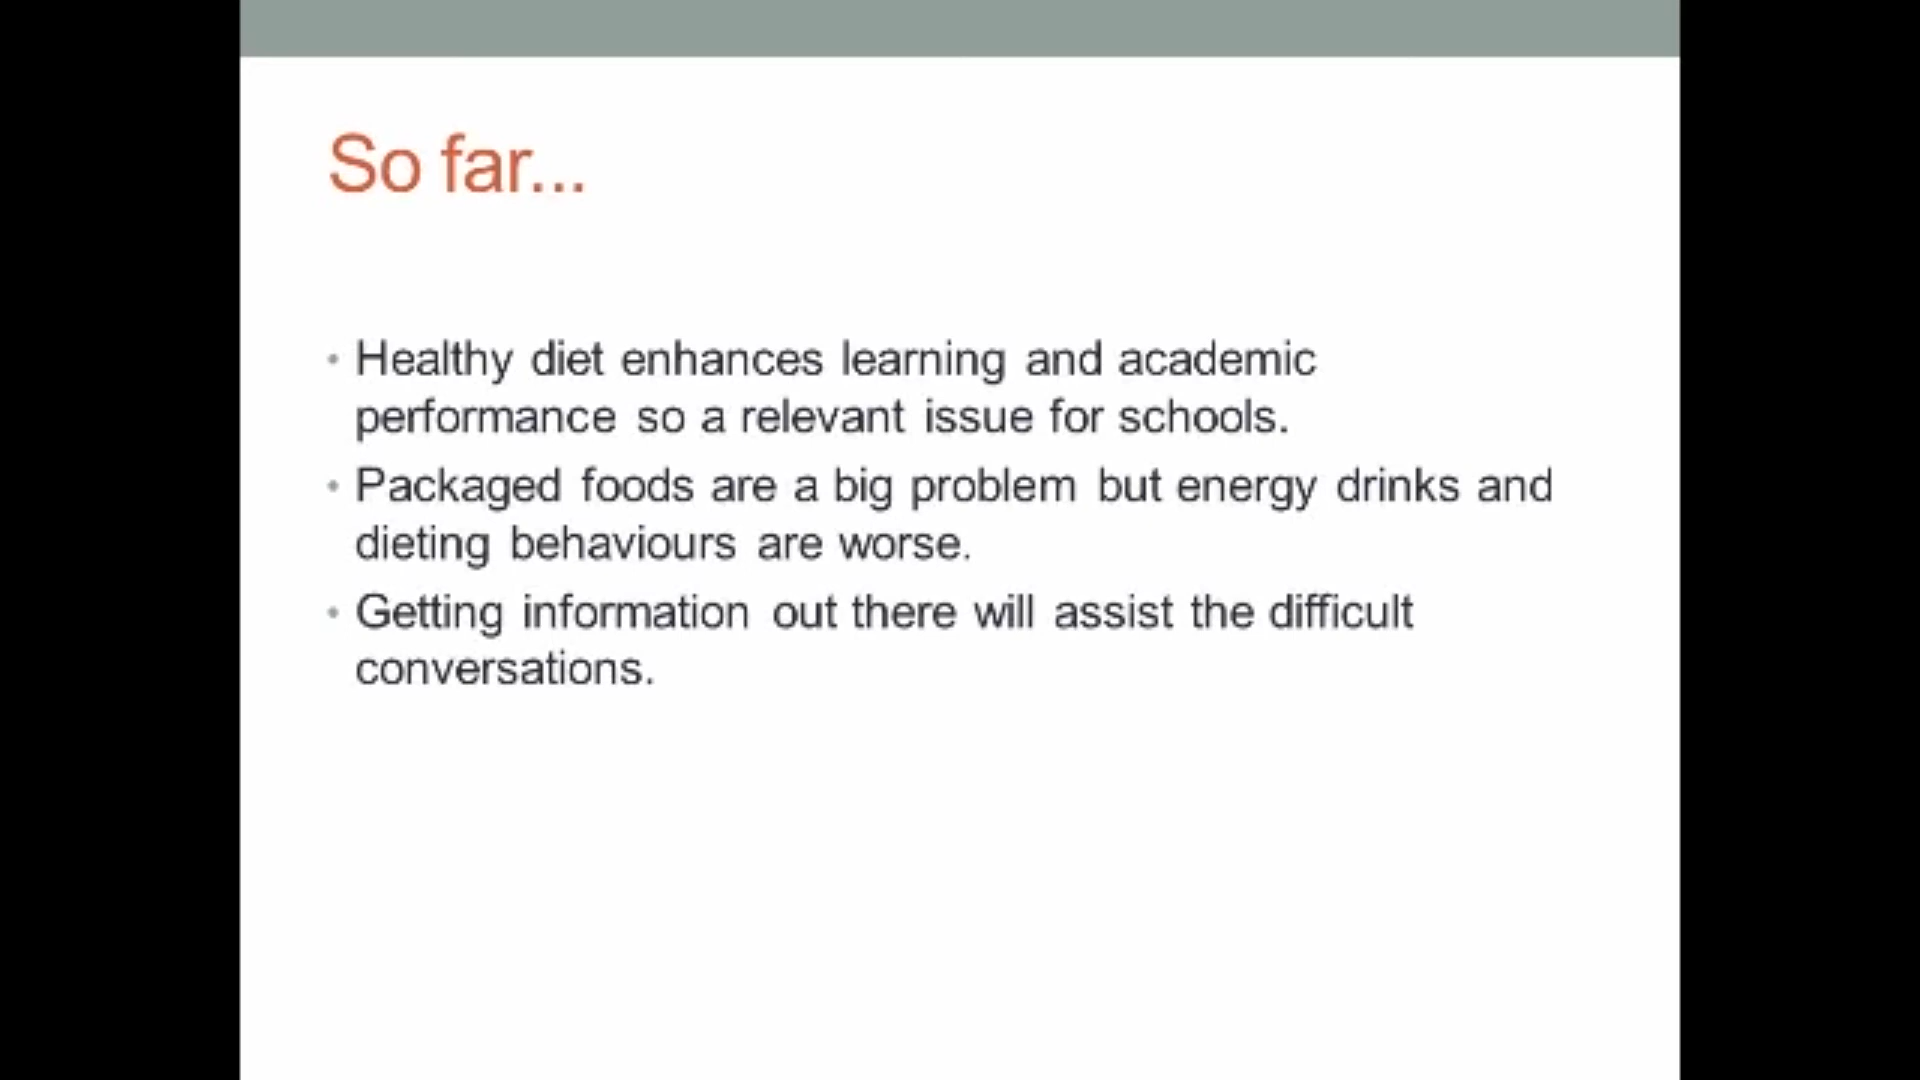 So far...
• Healthy diet enhances learning and academic
performance so a relevant issue for schools.
• Packaged foods are a big problem but energy drinks and
dieting behaviours are worse.
• Getting information out there will assist the difficult
conversations.